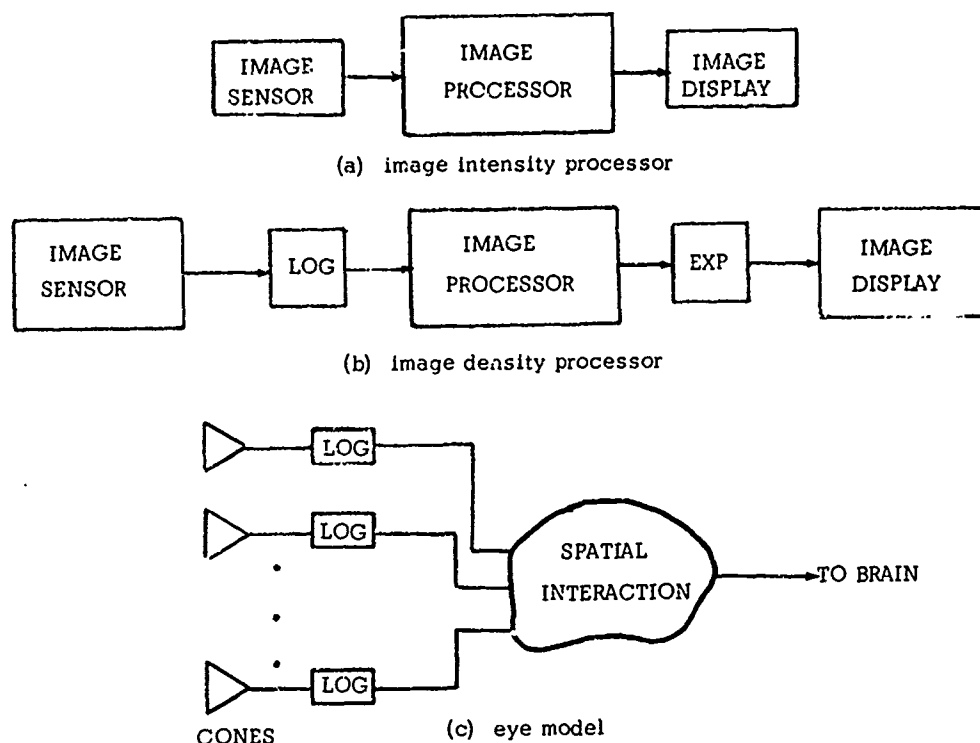 IMAGE
SENSOR
IMAGE
PRCCESSOR
IMAGE
DISPLAY
(a) image intensity processor
IMAGE
SENSOR
LOG
IMAGE
PROCESSOR
EXP
IMAGE
DISPLAY
(b) image density processor
LOG
LOG
LOG
CONES
SPATIAL
INTERACTION
TO BRAIN
(c) eye model